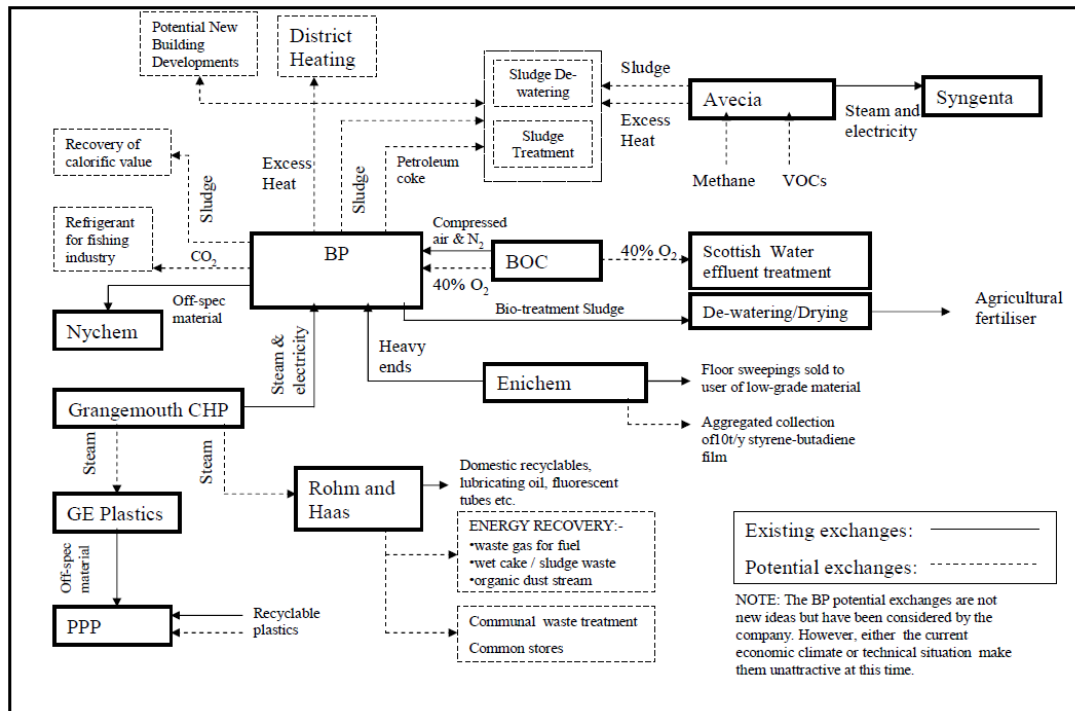 Potential New
Building
Developments
District
Heating
Sludge De-
watering
Sludge
Treatment
Sludge
Excess
Heat
Avecia
Steam and
electricity
Syngenta
Methane
VOCs
Recovery of
calorific value
Sludge
Excess
Heat
Sludge
Petroleum
coke
Refrigerant
for fishing
industry
CO2
BP
Compressed
air & N2
40% O2
BOC
40% O2
Scottish Water
effluent treatment
Off-spec
material
Nychem
Bio-treatment Sludge
De-watering/Drying
Agricultural
fertiliser
Steam &
electricity
Heavy
ends
Enichem
Floor sweepings sold to
user of low-grade material
Aggregated collection
of10t/y styrene-butadiene
film
Grangemouth CHP
Steam
Steam
GE Plastics
Rohm and
Haas
Domestic recyclables,
lubricating oil, fluorescent
tubes etc.
ENERGY RECOVERY:-
•waste gas for fuel
•wet cake / sludge waste
•organic dust stream
Communal waste treatment
Common stores
Off-spec
material
PPP
Recyclable
plastics
Existing exchanges:
Potential exchanges:
NOTE: The BP potential exchanges are not
new ideas but have been considered by the
company. However, either the current
economic climate or technical situation make
them unattractive at this time.